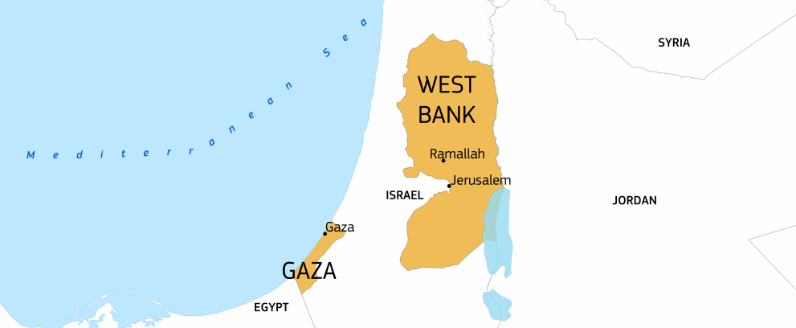 Mediterranean Sea
SYRIA
WEST
BANK
Ramallah
Jerusalem
ISRAEL
JORDAN
Gaza
GAZA
EGYPT